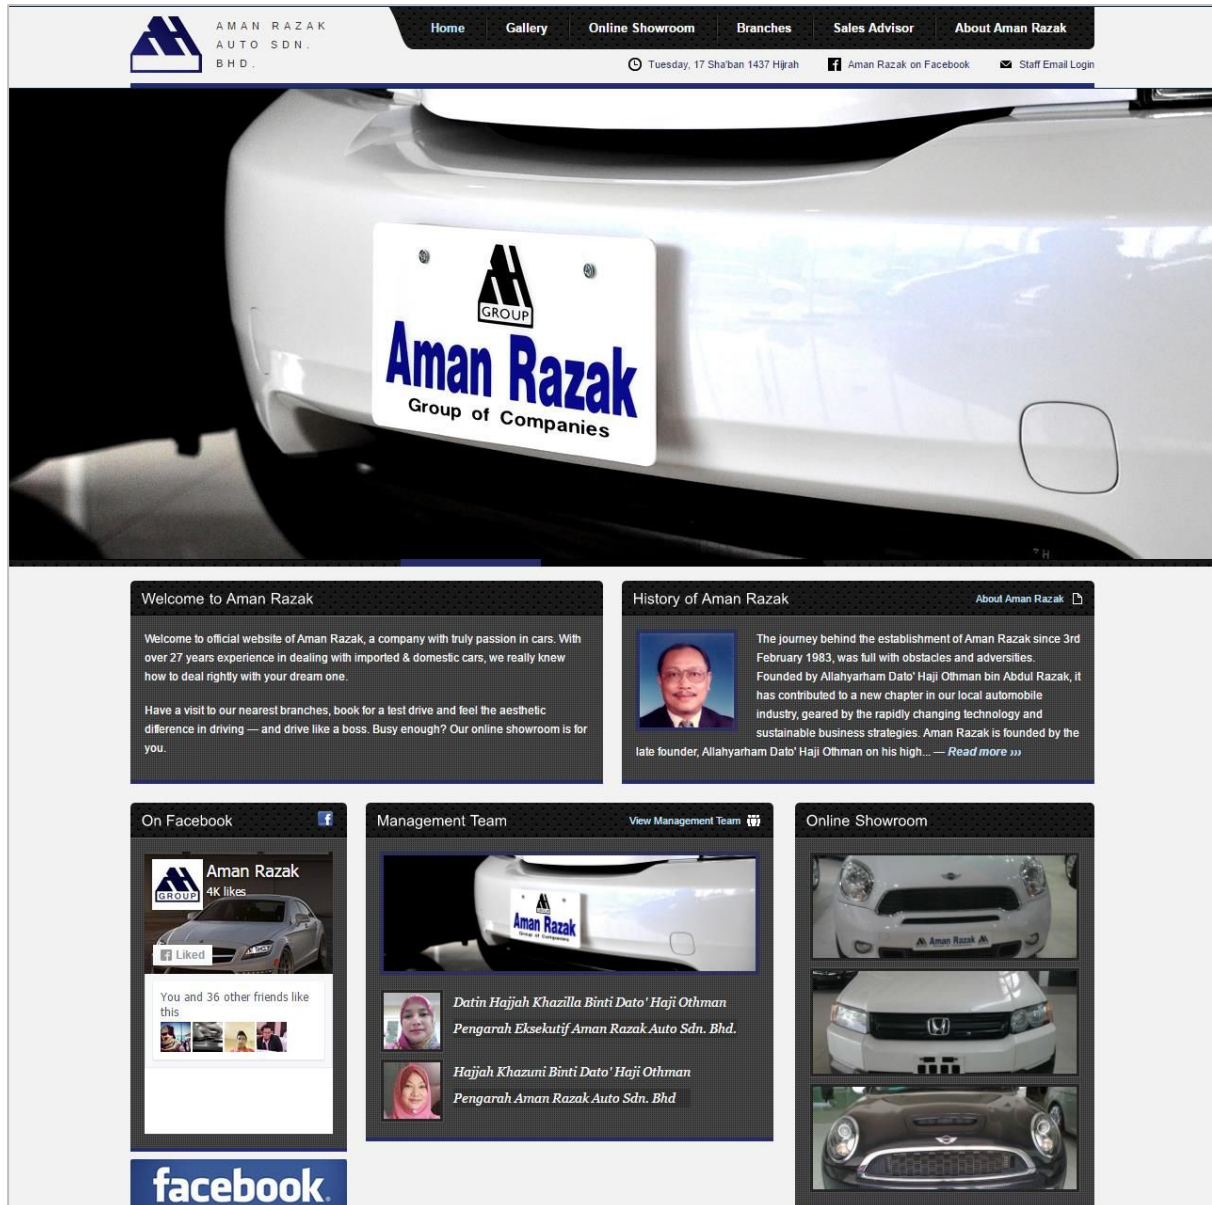 AMAN RAZAK
AUTO SDN.
BHD.
Home Gallery Online Showroom Branches Sales Advisor About Aman Razak
Tuesday, 17 Sha'ban 1437 Hijrah Aman Razak on Facebook Staff Email Login
GROUP
Aman Razak
Group of Companies
Welcome to Aman Razak
Welcome to official website of Aman Razak, a company with truly passion in cars. With
over 27 years experience in dealing with imported & domestic cars, we really knew
how to deal rightly with your dream one.
Have a visit to our nearest branches, book for a test drive and feel the aesthetic
difference in driving — and drive like a boss. Busy enough? Our online showroom is for
you.
History of Aman Razak About Aman Razak
The journey behind the establishment of Aman Razak since 3rd
February 1983, was full with obstacles and adversities.
Founded by Allahyarham Dato' Haji Othman bin Abdul Razak, it
has contributed to a new chapter in our local automobile
industry, geared by the rapidly changing technology and
sustainable business strategies. Aman Razak is founded by the
late founder, Allahyarham Dato' Haji Othman on his high... — Read more »›
On Facebook
GROUP
Aman Razak
4K likes
Liked
You and 36 other friends like
this
facebook.
Management Team View Management Team
Aman Razak
Group of Companies
Datin Hajjah Khazilla Binti Dato' Haji Othman
Pengarah Eksekutif Aman Razak Auto Sdn. Bhd.
Hajjah Khazuni Binti Dato' Haji Othman
Pengarah Aman Razak Auto Sdn. Bhd
Online Showroom
Aman Razak